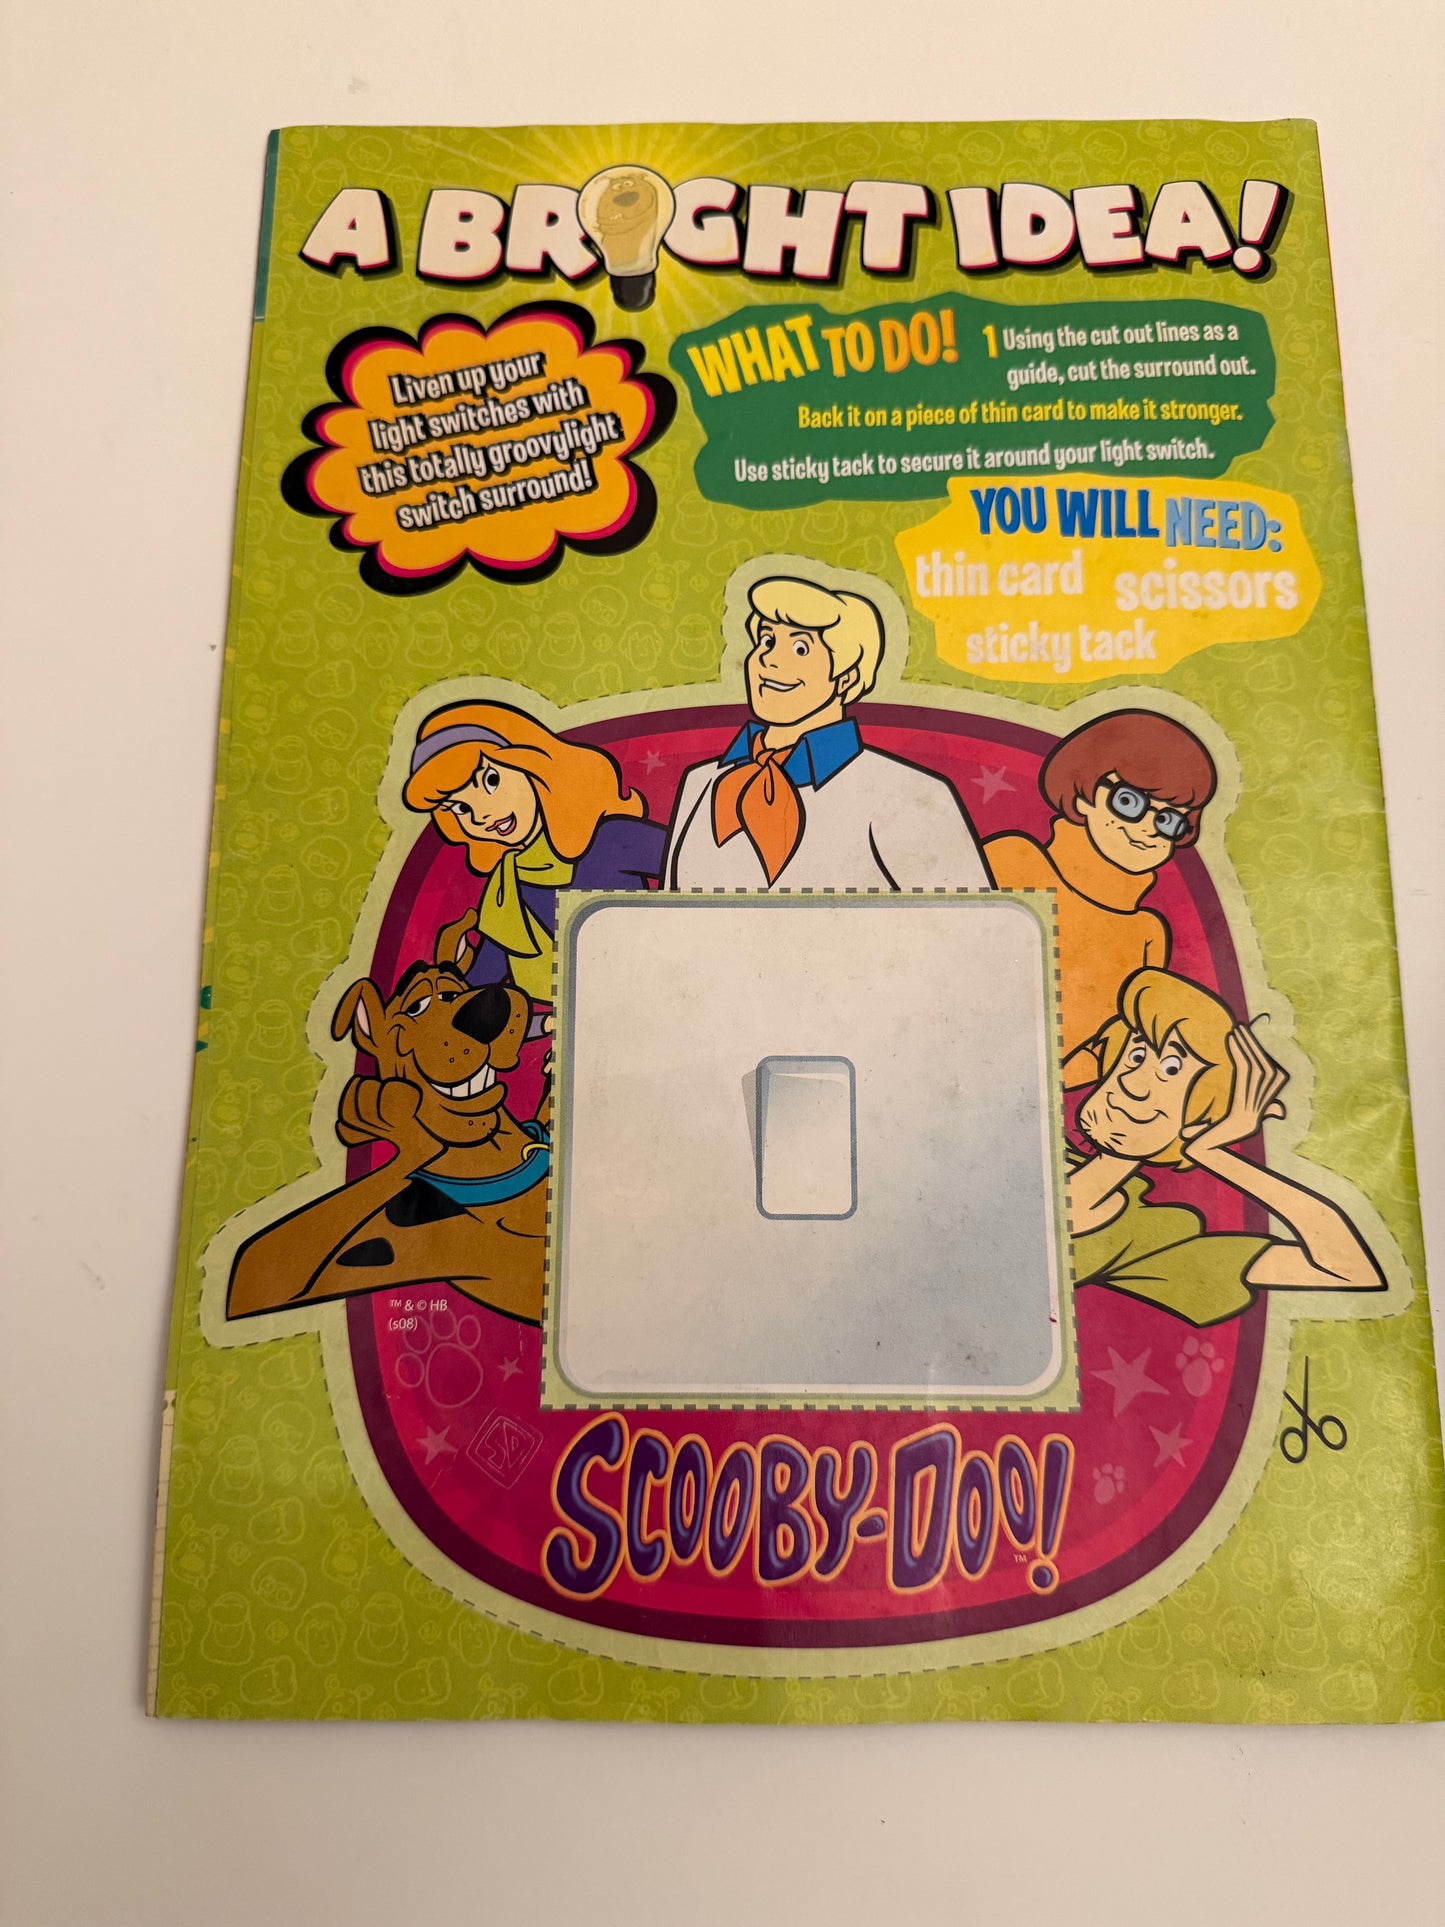 A BRIGHT IDEA!
Liven up your
light switches with
this totally groovylight
switch surround!
WHAT TO DO!
1 Using the cut out lines as a
guide, cut the surround out.
Back it on a piece of thin card to make it stronger.
Use sticky tack to secure it around your light switch.
YOU WILL NEED:
thin card scissors
sticky tack
™ & © HB
(s08)
SD
SCOOBY-DOO!
™